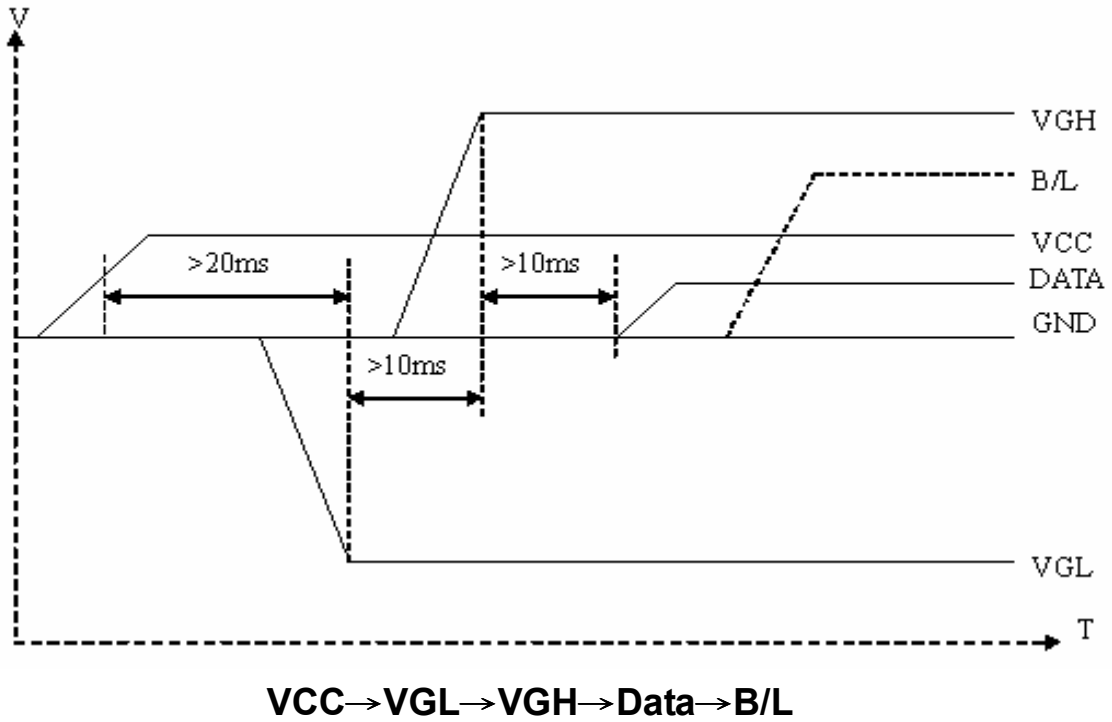 V
VGH
B/L
VCC
>20ms
>10ms
DATA
GND
>10ms
VGL
T
VCC→VGL→VGH→Data→B/L